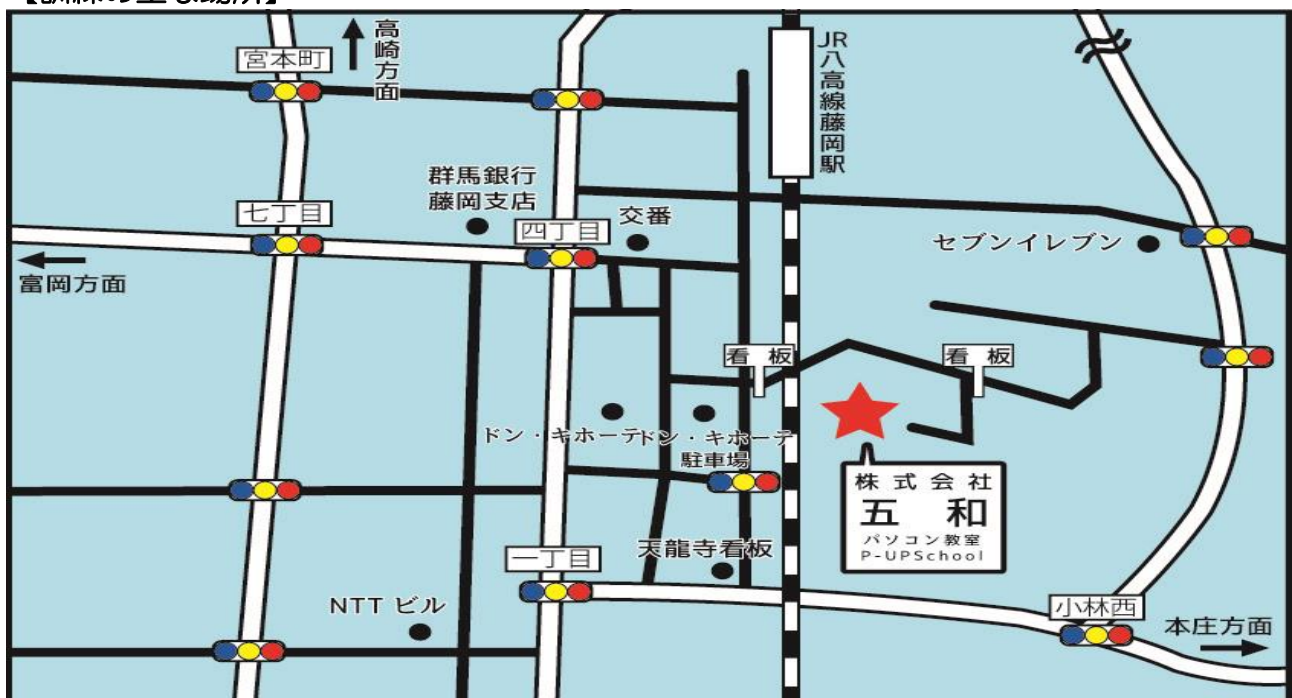 宮本町
高崎方面
JR八高線藤岡駅
群馬銀行
藤岡支店
七丁目
四丁目
交番
セブンイレブン
富岡方面
看板
看板
ドン・キホーテ
ドン・キホーテ
駐車場
株式会社
五和
パソコン教室
P-UPSchool
天龍寺看板
一丁目
NTTビル
小林西
本庄方面